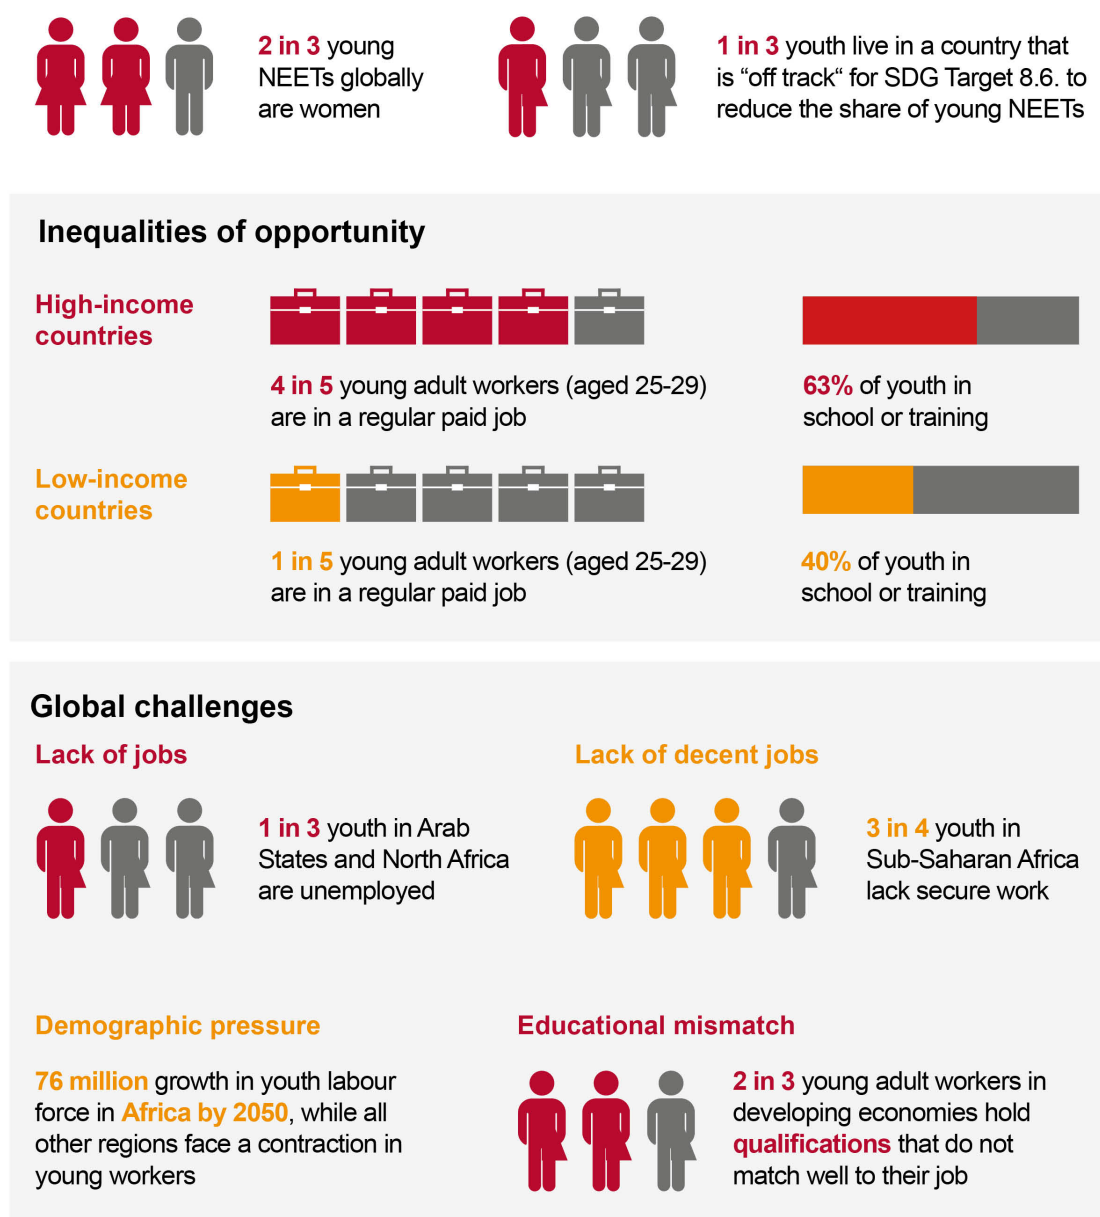 2 in 3 young
NEETs globally
are women
1 in 3 youth live in a country that
is “off track“ for SDG Target 8.6. to
reduce the share of young NEETs
Inequalities of opportunity
High-income
countries
4 in 5 young adult workers (aged 25-29)
are in a regular paid job
63% of youth in
school or training
Low-income
countries
1 in 5 young adult workers (aged 25-29)
are in a regular paid job
40% of youth in
school or training
Global challenges
Lack of jobs
1 in 3 youth in Arab
States and North Africa
are unemployed
Lack of decent jobs
3 in 4 youth in
Sub-Saharan Africa
lack secure work
Demographic pressure
76 million growth in youth labour
force in Africa by 2050, while all
other regions face a contraction in
young workers
Educational mismatch
2 in 3 young adult workers in
developing economies hold
qualifications that do not
match well to their job